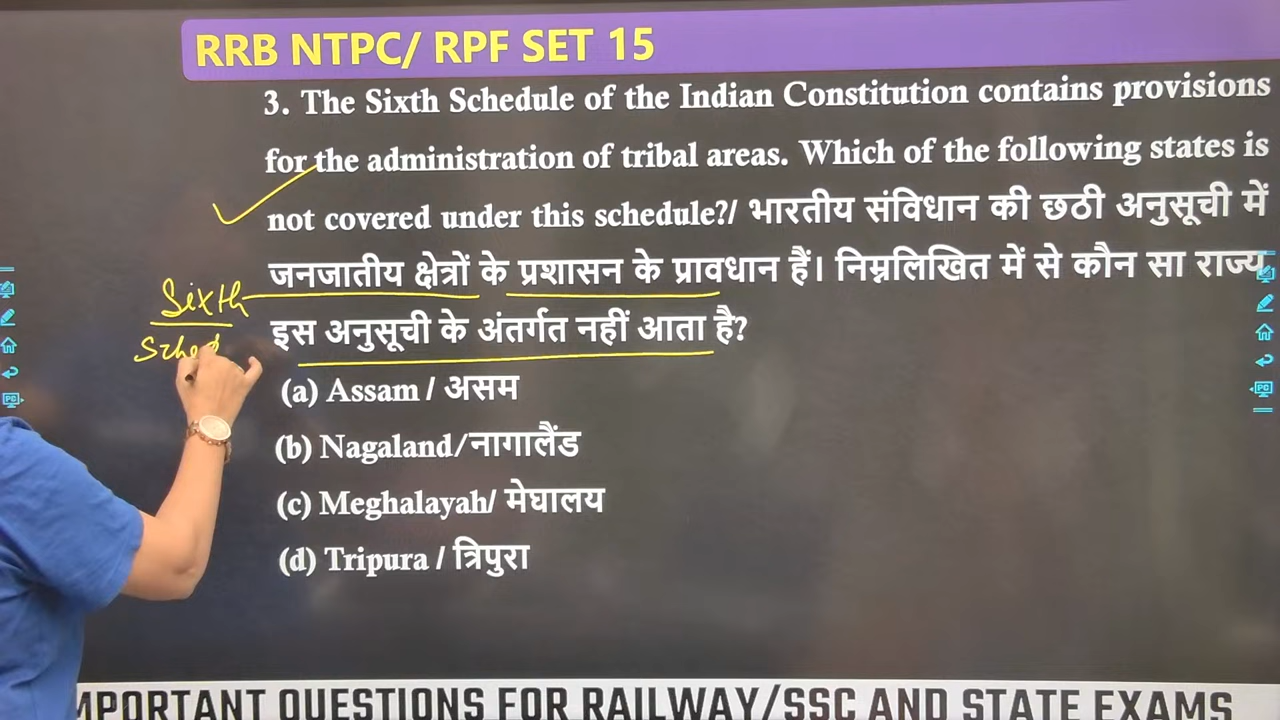 RRB NTPC/ RPF SET 15
3. The Sixth Schedule of the Indian Constitution contains provisions
for the administration of tribal areas. Which of the following states is
not covered under this schedule?/ भारतीय संविधान की छठी अनुसूची में
जनजातीय क्षेत्रों के प्रशासन के प्रावधान हैं। निम्नलिखित में से कौन सा राज्य
Sixth
इस अनुसूची के अंतर्गत नहीं आता है?
Sched
(a) Assam / असम
(b) Nagaland/नागालैंड
(c) Meghalayah/ मेघालय
(d) Tripura / त्रिपुरा
MPORTANT QUESTIONS FOR RAILWAY/SSC AND STATE EXAMS